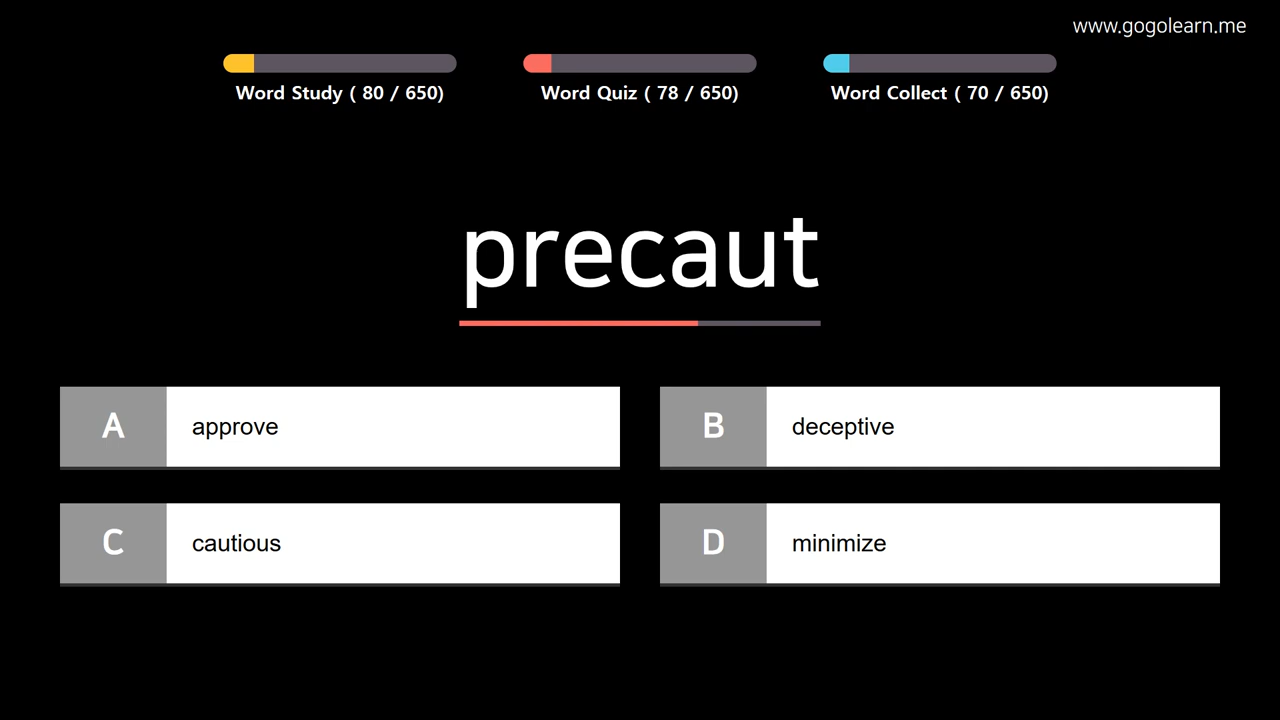 www.gogolearn.me
Word Study ( 80 / 650)
Word Quiz ( 78 / 650)
Word Collect ( 70 / 650)
precaut
A approve
B deceptive
C cautious
D minimize